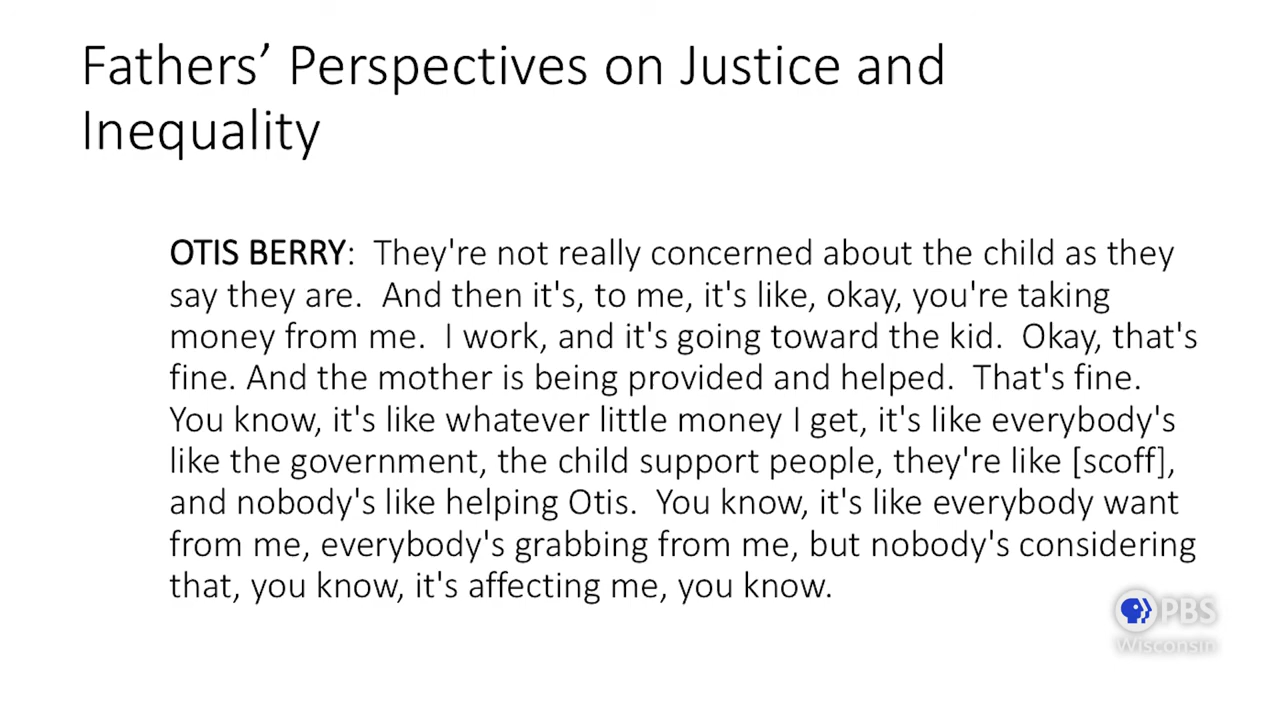 Fathers’ Perspectives on Justice and
Inequality
OTIS BERRY:  They're not really concerned about the child as they
say they are.  And then it's, to me, it's like, okay, you're taking
money from me.  I work, and it's going toward the kid.  Okay, that's
fine. And the mother is being provided and helped.  That's fine.
You know, it's like whatever little money I get, it's like everybody's
like the government, the child support people, they're like [scoff],
and nobody's like helping Otis.  You know, it's like everybody want
from me, everybody's grabbing from me, but nobody's considering
that, you know, it's affecting me, you know.
PBS
Wisconsin